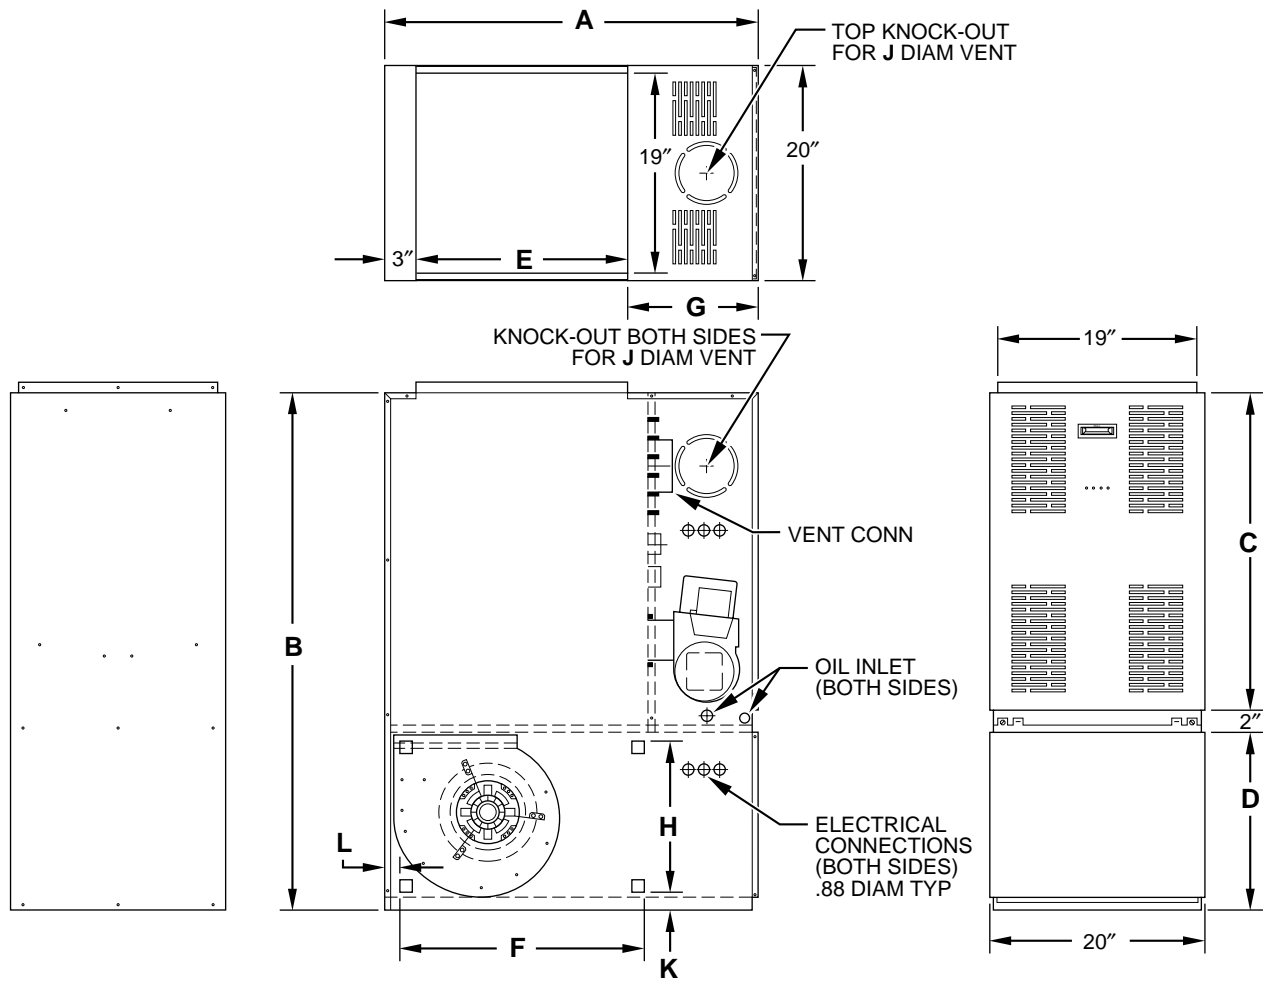 A
TOP KNOCK-OUT
FOR J DIAM VENT
19″
20″
3″
E
G
KNOCK-OUT BOTH SIDES
FOR J DIAM VENT
19″
VENT CONN
C
B
OIL INLET
(BOTH SIDES)
2″
D
H
L
ELECTRICAL
CONNECTIONS
(BOTH SIDES)
.88 DIAM TYP
F
K
20″